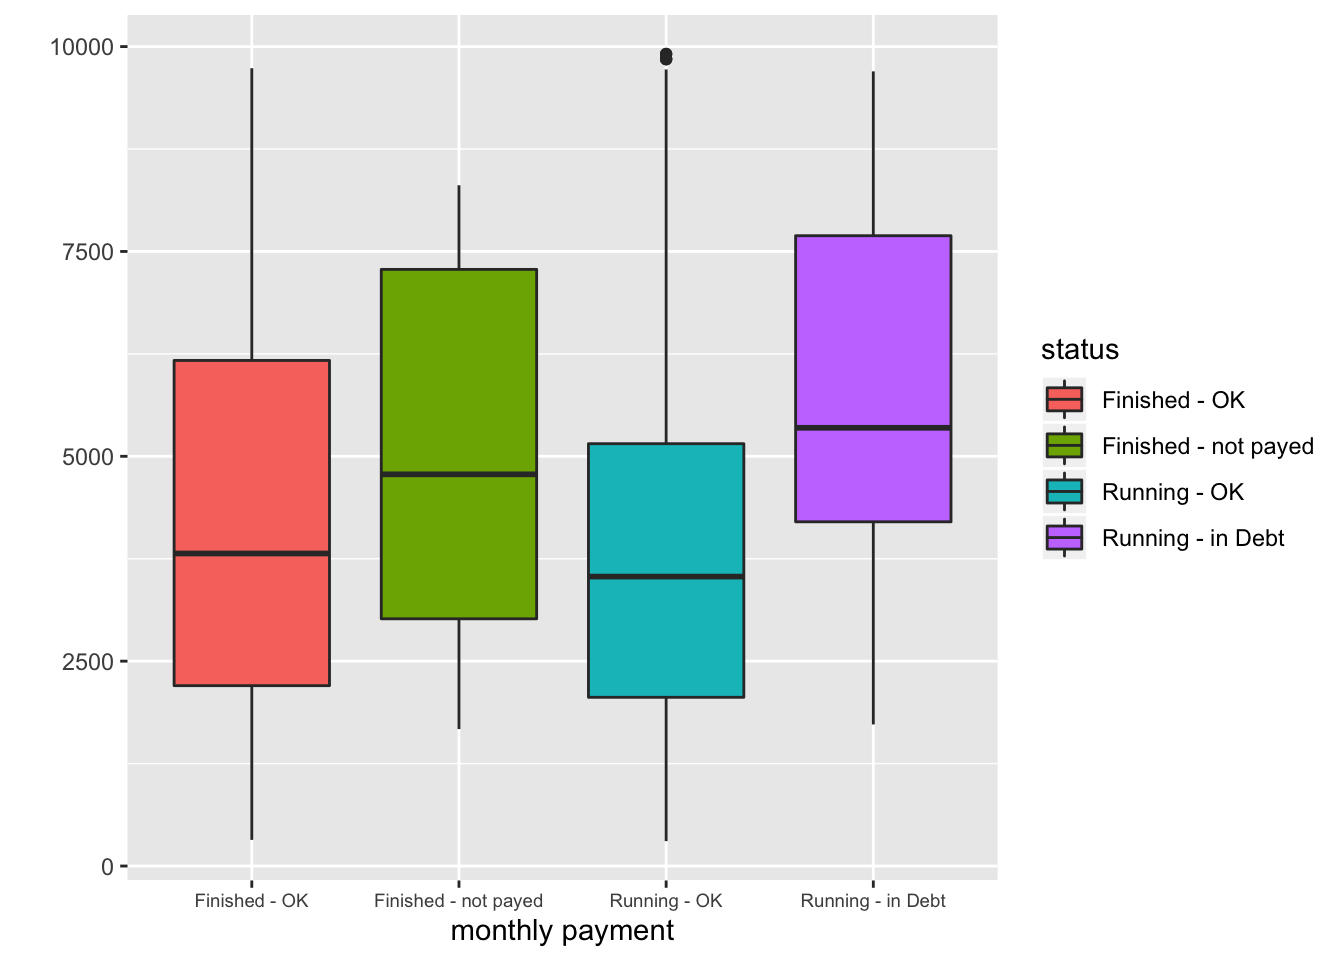 10000
7500
5000
2500
0
Finished - OK
Finished - not payed
Running - OK
Running - in Debt
monthly payment
status
Finished - OK
Finished - not payed
Running - OK
Running - in Debt